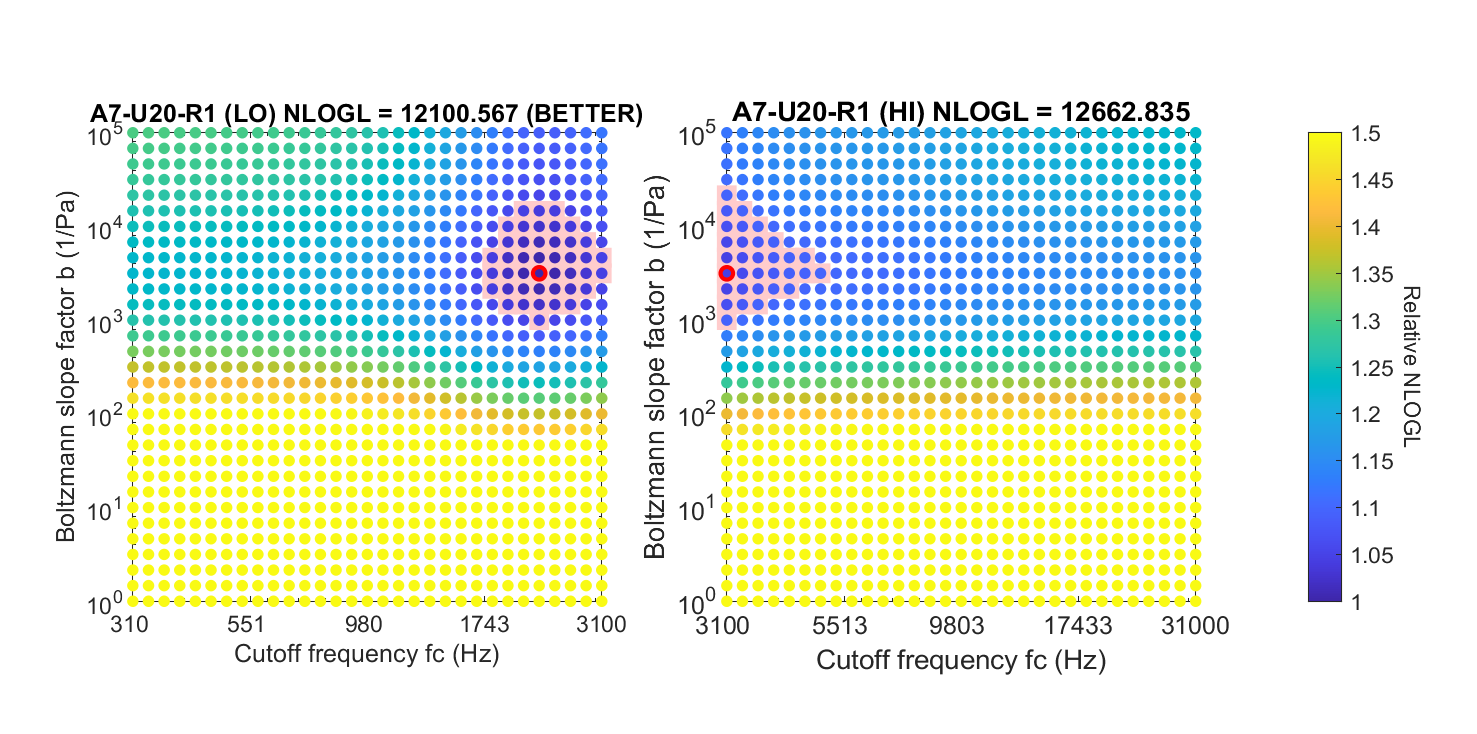 A7-U20-R1 (LO) NLOGL = 12100.567 (BETTER)
Boltzmann slope factor b (1/Pa)
10^5
10^4
10^3
10^2
10^1
10^0
310 551 980 1743 3100
Cutoff frequency fc (Hz)
A7-U20-R1 (HI) NLOGL = 12662.835
Boltzmann slope factor b (1/Pa)
10^5
10^4
10^3
10^2
10^1
10^0
3100 5513 9803 17433 31000
Cutoff frequency fc (Hz)
1.5
1.45
1.4
1.35
1.3
1.25
1.2
1.15
1.1
1.05
1
Relative NLOGL